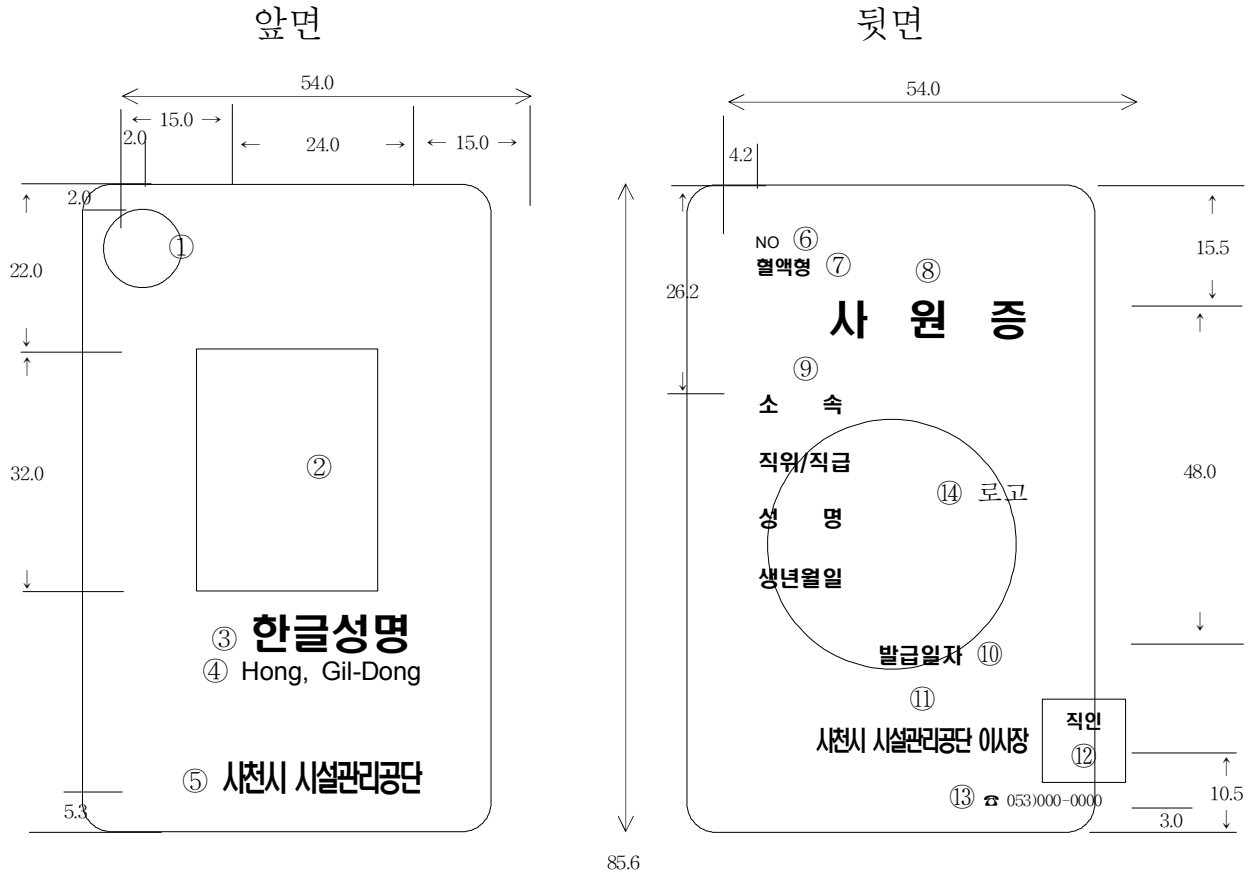 앞면
54.0
← 15.0 →
2.0
← 24.0 →
← 15.0 →
2.0
22.0
①
32.0
②
③ 한글성명
④ Hong, Gil-Dong
⑤ 사천시 시설관리공단
5.3
85.6
뒷면
54.0
4.2
26.2
15.5
NO ⑥
혈액형 ⑦
⑧
사 원 증
⑨
소 속
직위/직급
⑭ 로고
성 명
생년월일
48.0
발급일자 ⑩
⑪
사천시 시설관리공단 이사장
직인
⑫
⑬ ☎ 053)000-0000
10.5
3.0